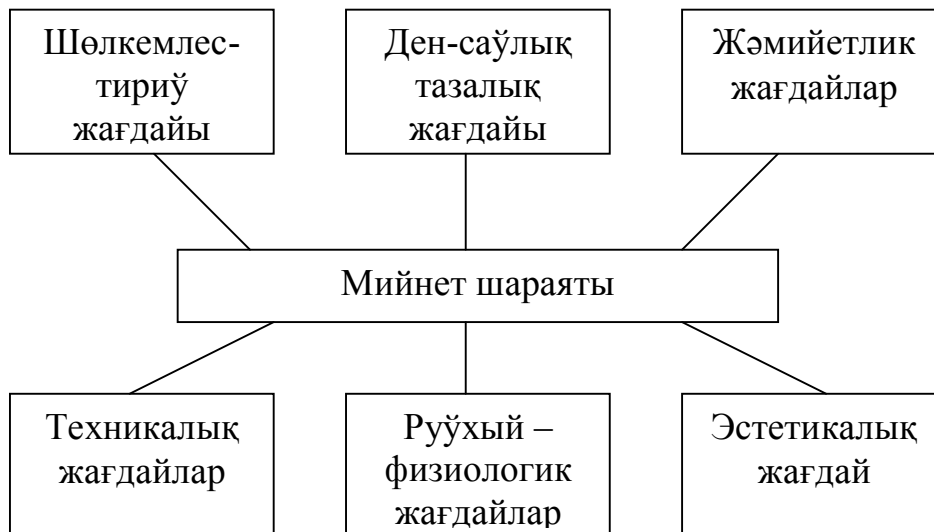 Шөлкемлес-
тириў
жағдайы
Ден-саўлық
тазалық
жағдайы
Жәмийетлик
жағдайлар
Мийнет шараяты
Техникалық
жағдайлар
Руўхый –
физиологик
жағдайлар
Эстетикалық
жағдай